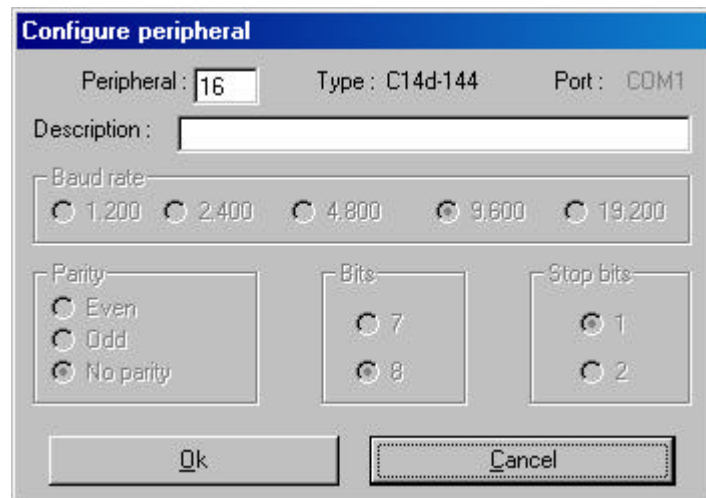 Configure peripheral
Peripheral : 16 Type : C14d-144 Port : COM1
Description :
Baud rate
1.200 2.400 4.800 9.600 19.200
Parity Bits Stop bits
Even
7 1
Odd
No parity 8 2
Ok Cancel